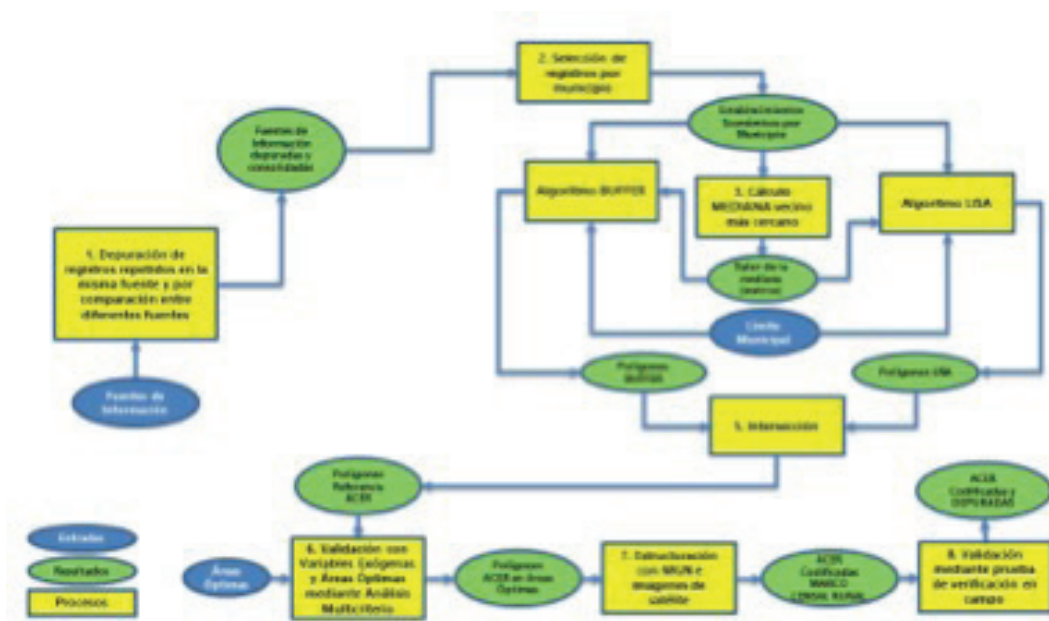 2. Selección de
registros por
municipio
Fuentes de
Información
depuradas y
consolidadas
Establecimientos
Económicos por
Municipio
Algoritmo BUFFER
3. Cálculo
MEDIANA vecino
más cercano
Algoritmo LISA
1. Depuración de
registros repetidos en la
misma fuente y por
comparación entre
diferentes fuentes
Valor de la
mediana
(metros)
Límite
Municipal
Fuentes de
Información
Polígonos
BUFFER
Polígonos LISA
5. Intersección
Polígonos
Referencia
ACER
ACER
Codificadas y
DEPURADAS
Entradas
Resultados
Procesos
Áreas
Óptimas
6. Validación con
Variables Exógenas
y Áreas Óptimas
mediante Análisis
Multicriterio
Polígonos
ACER en Áreas
Óptimas
7. Estructuración
con MGN e
imágenes de
satélite
ACER
Codificadas MARCO
CENSAL RURAL
8. Validación
mediante prueba
de verificación en
campo